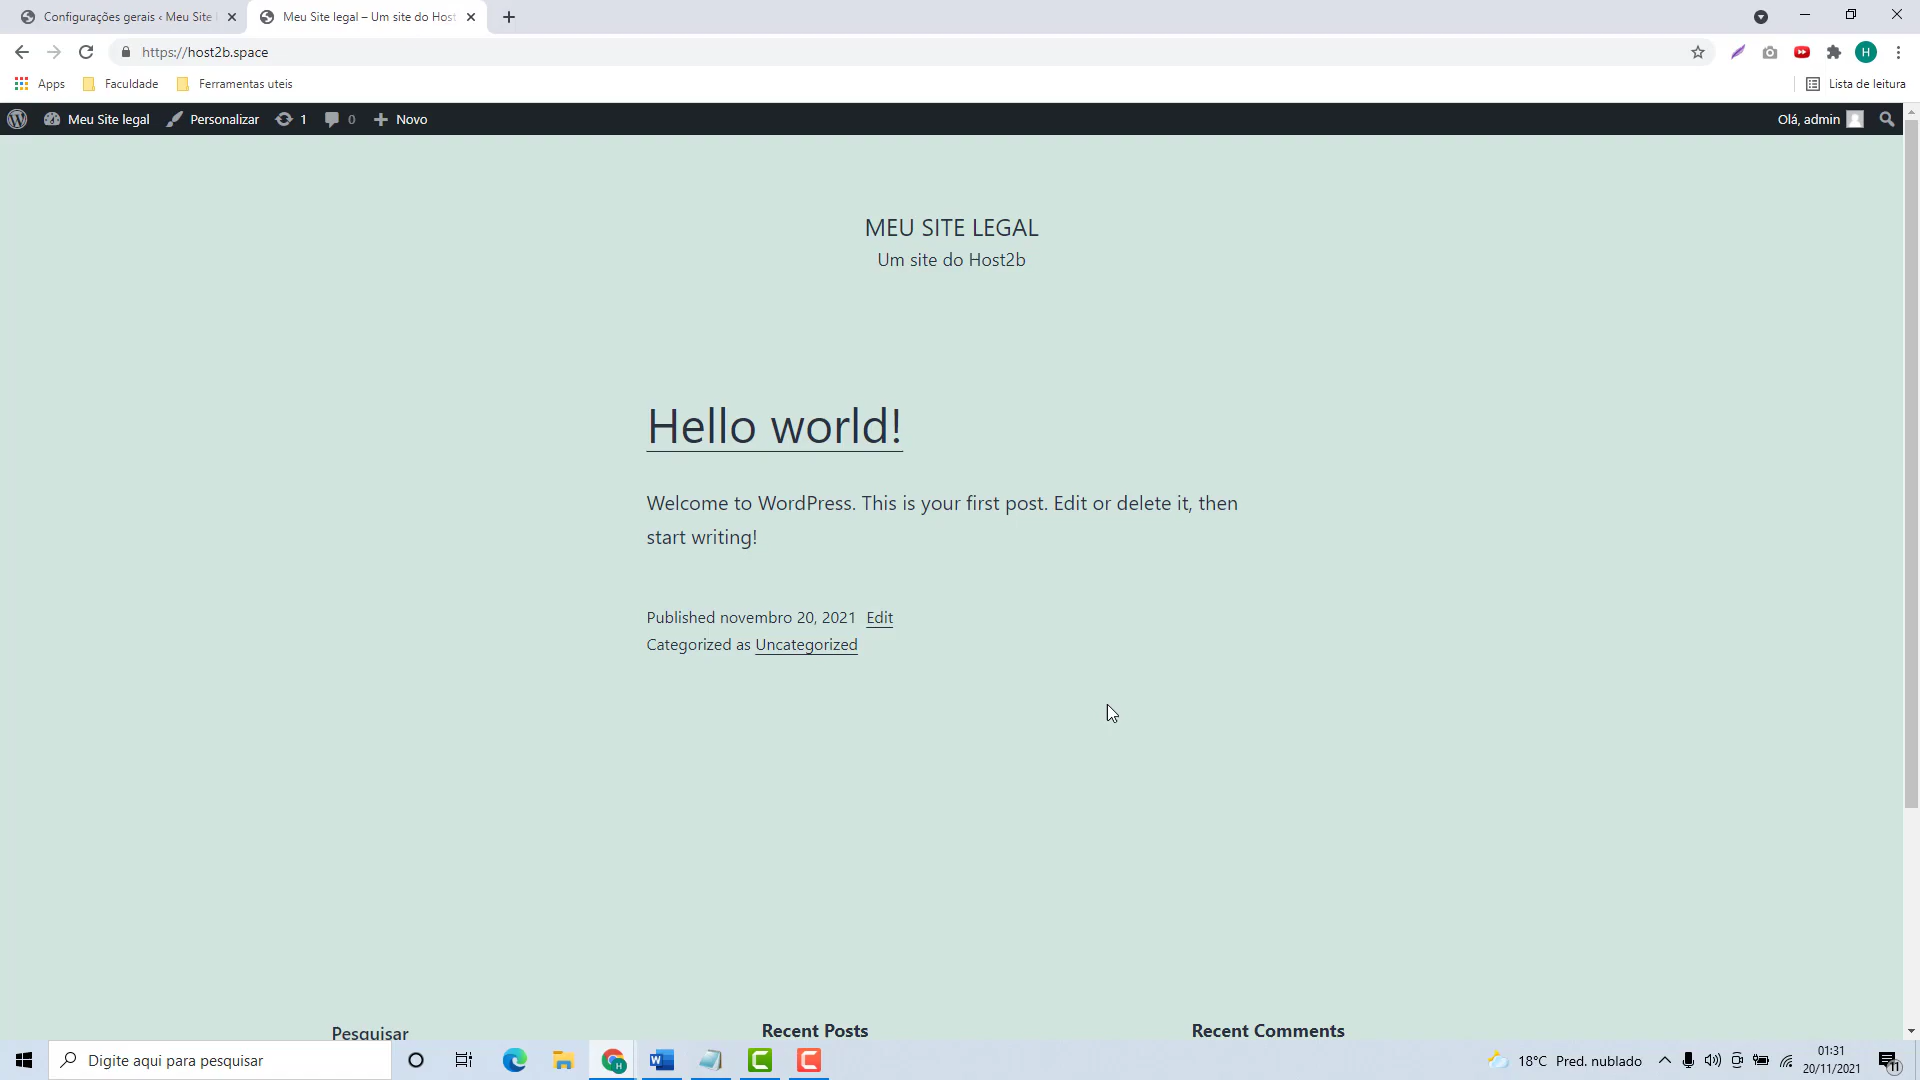 Configurações gerais ‹ Meu Site
Meu Site legal – Um site do Host
https://host2b.space
Apps
Faculdade
Ferramentas uteis
Lista de leitura
Meu Site legal
Personalizar
1
0
Novo
Olá, admin
MEU SITE LEGAL
Um site do Host2b
Hello world!
Welcome to WordPress. This is your first post. Edit or delete it, then
start writing!
Published novembro 20, 2021 Edit
Categorized as Uncategorized
Pesquisar
Recent Posts
Recent Comments
Digite aqui para pesquisar
18°C Pred. nublado
01:31
20/11/2021
11